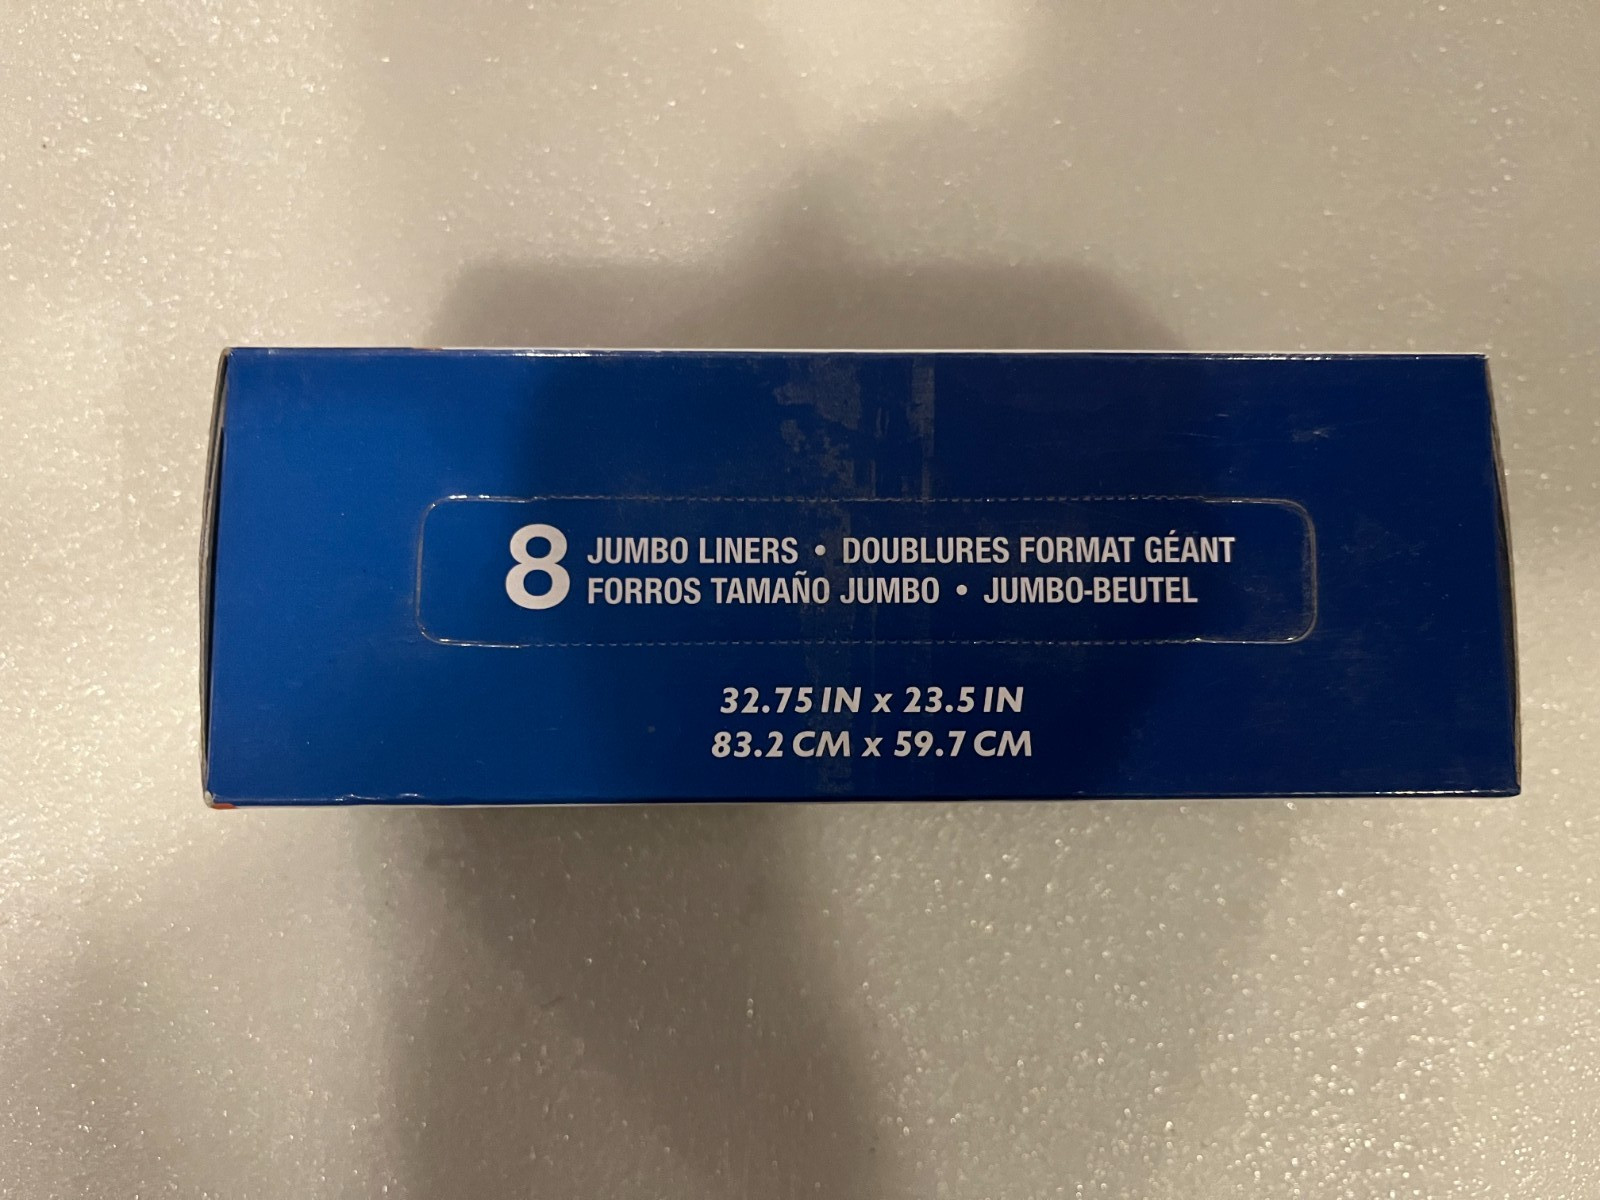 8 JUMBO LINERS • DOUBLURES FORMAT GÉANT
FORROS TAMAÑO JUMBO • JUMBO-BEUTEL
32.75 IN x 23.5 IN
83.2 CM x 59.7 CM